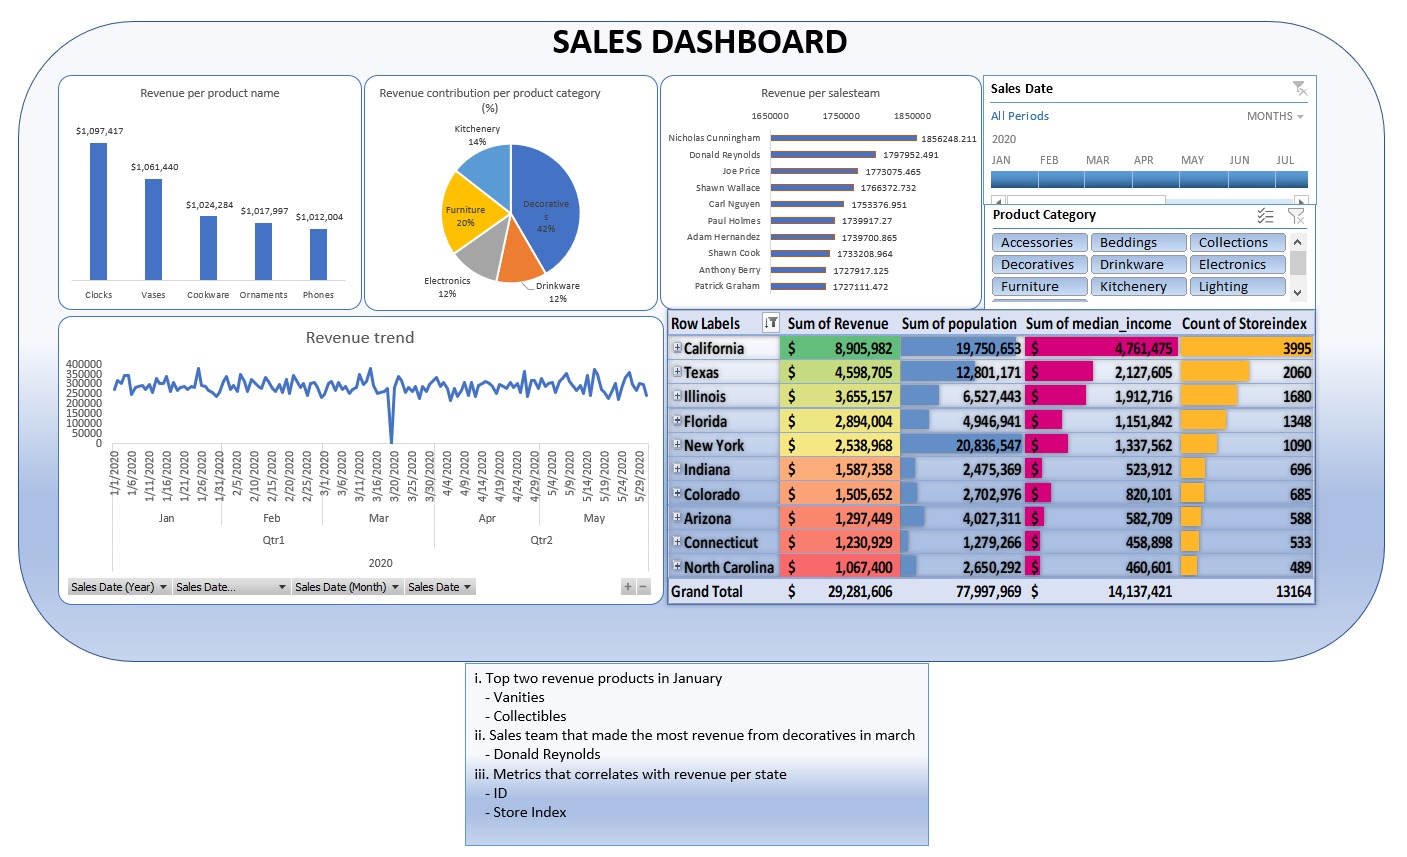 SALES DASHBOARD
Revenue per product name
$1,097,417
$1,061,440
$1,024,284
$1,017,997
$1,012,004
Clocks Vases Cookware Ornaments Phones
Revenue contribution per product category
(%)
Kitchenery
14%
Furniture
20%
Decorative
s
42%
Electronics
12%
Drinkware
12%
Revenue per salesteam
1650000 1750000 1850000
Nicholas Cunningham 1856248.211
Donald Reynolds 1797952.491
Joe Price 1773075.465
Shawn Wallace 1766372.732
Carl Nguyen 1753376.951
Paul Holmes 1739917.27
Adam Hernandez 1739700.865
Shawn Cook 1733208.964
Anthony Berry 1727917.125
Patrick Graham 1727111.472
Sales Date
All Periods MONTHS
2020
JAN FEB MAR APR MAY JUN JUL
Product Category
Accessories Beddings Collections
Decoratives Drinkware Electronics
Furniture Kitchenery Lighting
Revenue trend
400000
350000
300000
250000
200000
150000
100000
50000
0
1/1/2020 1/6/2020 1/11/2020 1/16/2020 1/21/2020 1/26/2020 1/31/2020 2/5/2020 2/10/2020 2/15/2020 2/20/2020 2/25/2020 3/1/2020 3/6/2020 3/11/2020 3/16/2020 3/20/2020 3/25/2020 3/30/2020 4/4/2020 4/9/2020 4/14/2020 4/19/2020 4/24/2020 4/29/2020 5/4/2020 5/9/2020 5/14/2020 5/19/2020 5/24/2020 5/29/2020
Jan Feb Mar Apr May
Qtr1 Qtr2
2020
Sales Date (Year) Sales Date... Sales Date (Month) Sales Date + −
Row Labels Sum of Revenue Sum of population Sum of median_income Count of Storeindex
California $ 8,905,982 19,750,653 $ 4,761,475 3995
Texas $ 4,598,705 12,801,171 $ 2,127,605 2060
Illinois $ 3,655,157 6,527,443 $ 1,912,716 1680
Florida $ 2,894,004 4,946,941 $ 1,151,842 1348
New York $ 2,538,968 20,836,547 $ 1,337,562 1090
Indiana $ 1,587,358 2,475,369 $ 523,912 696
Colorado $ 1,505,652 2,702,976 $ 820,101 685
Arizona $ 1,297,449 4,027,311 $ 582,709 588
Connecticut $ 1,230,929 1,279,266 $ 458,898 533
North Carolina $ 1,067,400 2,650,292 $ 460,601 489
Grand Total $ 29,281,606 77,997,969 $ 14,137,421 13164
i. Top two revenue products in January
- Vanities
- Collectibles
ii. Sales team that made the most revenue from decoratives in march
- Donald Reynolds
iii. Metrics that correlates with revenue per state
- ID
- Store Index